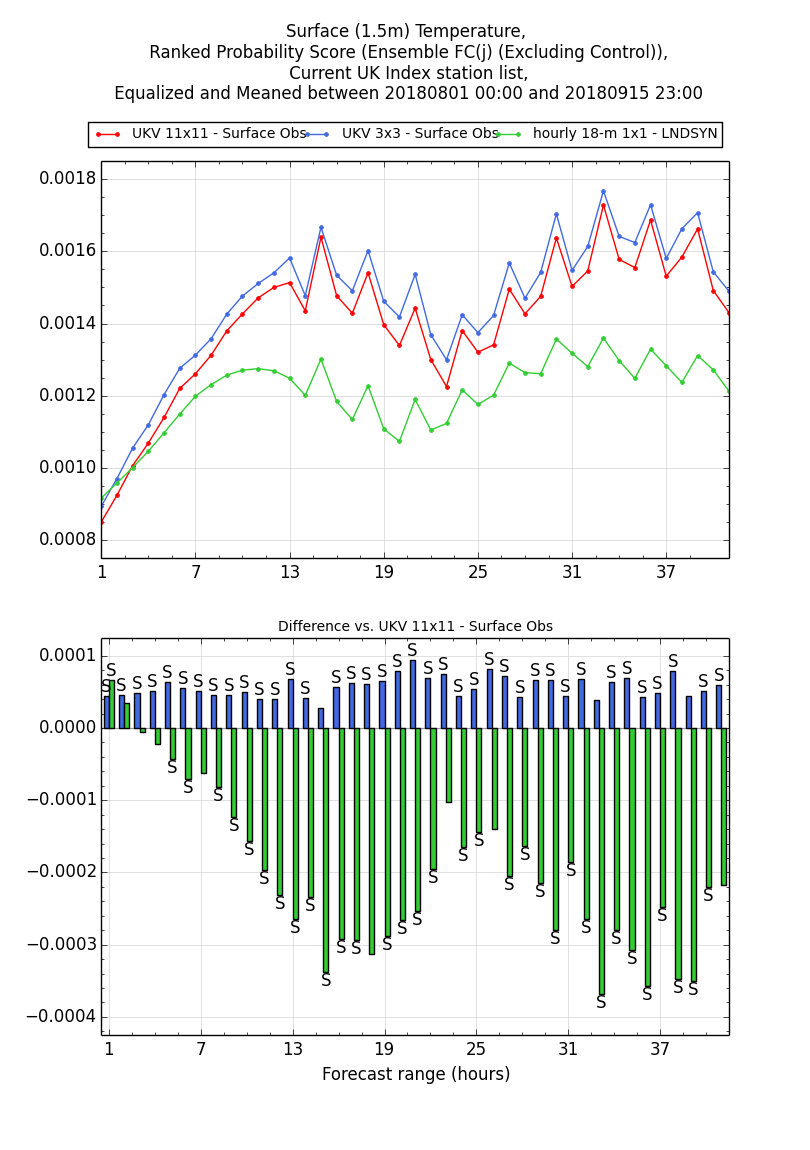 Surface (1.5m) Temperature,
Ranked Probability Score (Ensemble FC(j) (Excluding Control)),
Current UK Index station list,
Equalized and Meaned between 20180801 00:00 and 20180915 23:00
UKV 11x11 - Surface Obs UKV 3x3 - Surface Obs hourly 18-m 1x1 - LNDSYN
0.0018
0.0016
0.0014
0.0012
0.0010
0.0008
1 7 13 19 25 31 37
Difference vs. UKV 11x11 - Surface Obs
0.0001
0.0000
−0.0001
−0.0002
−0.0003
−0.0004
S S S S S S S S S S S S S S S S S S S S S S S S S S S S S S S S S S S S S S S
S S S S S S S S S S S S S S S S S S S S S S S S S S S S S S S S
1 7 13 19 25 31 37
Forecast range (hours)